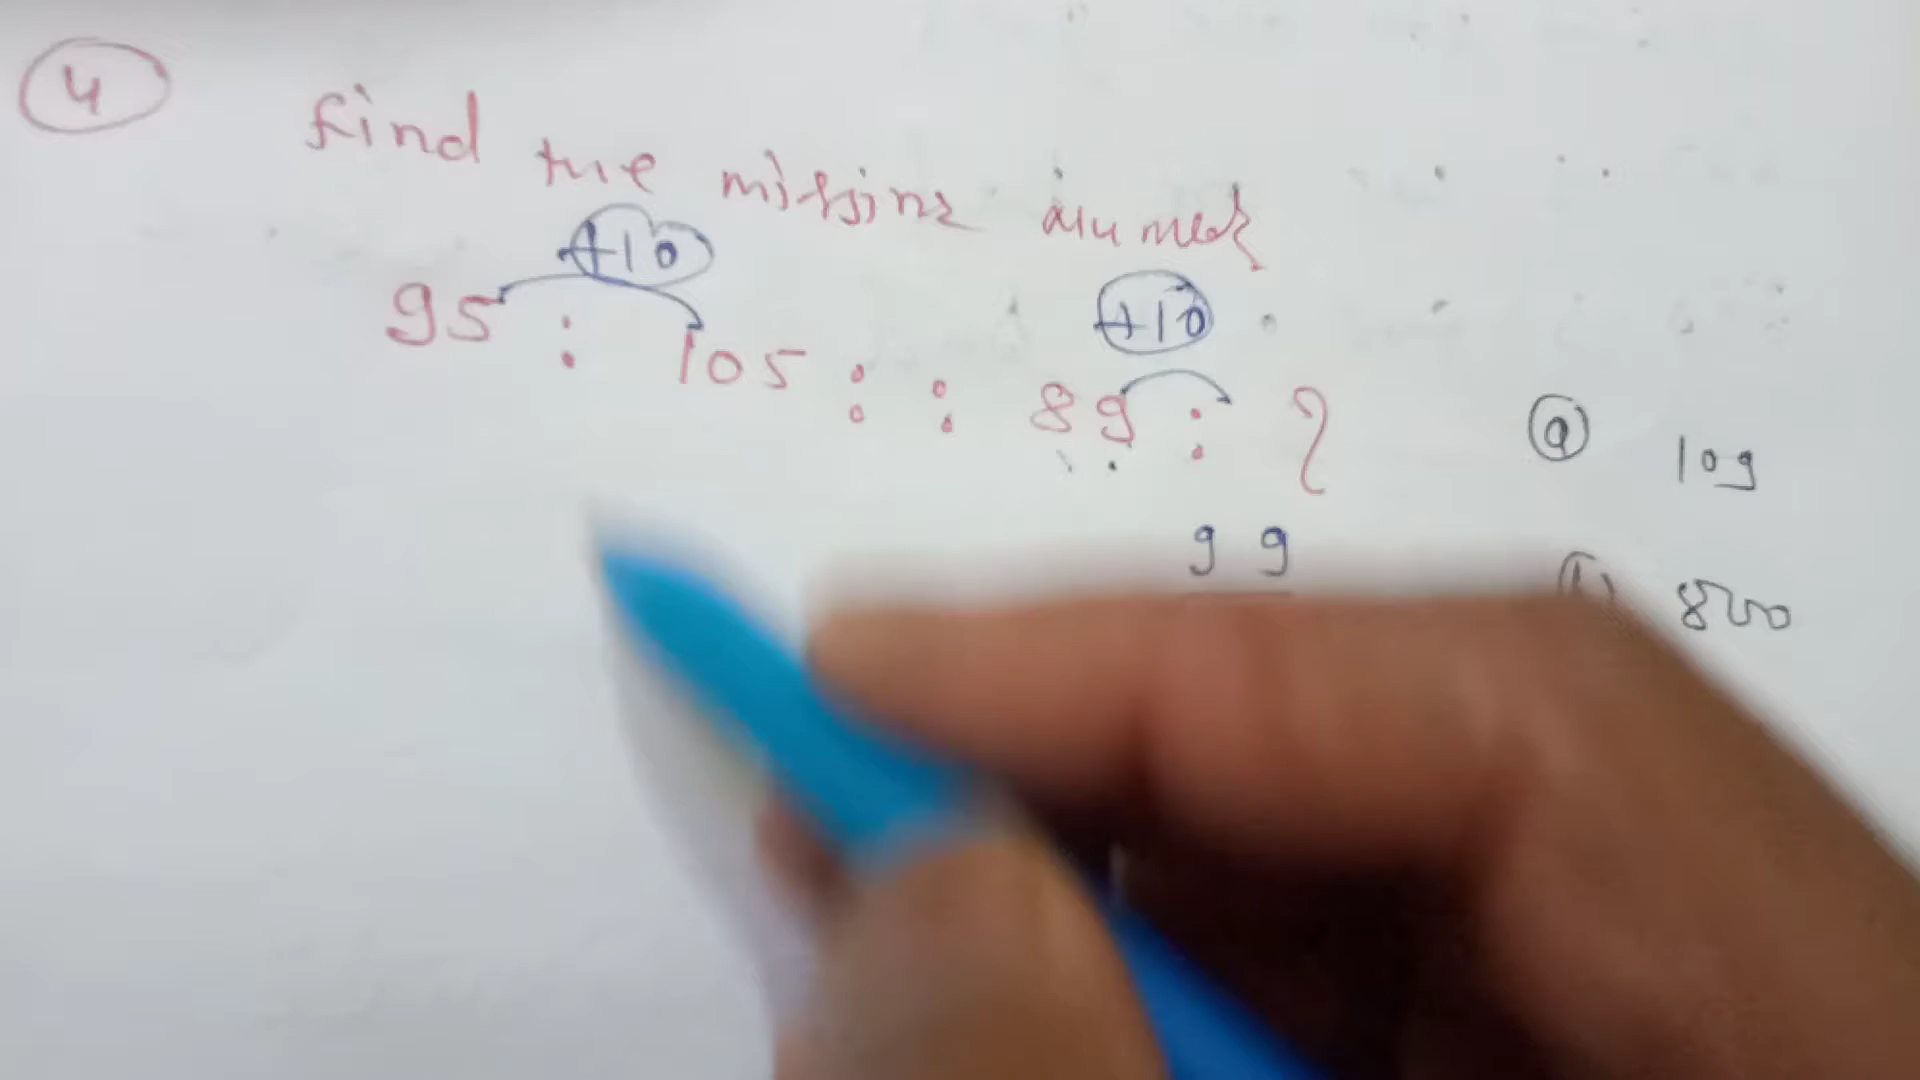 4 find the missing number
+10 +10
95 : 105 : : 89 : ?
a 109
99
800